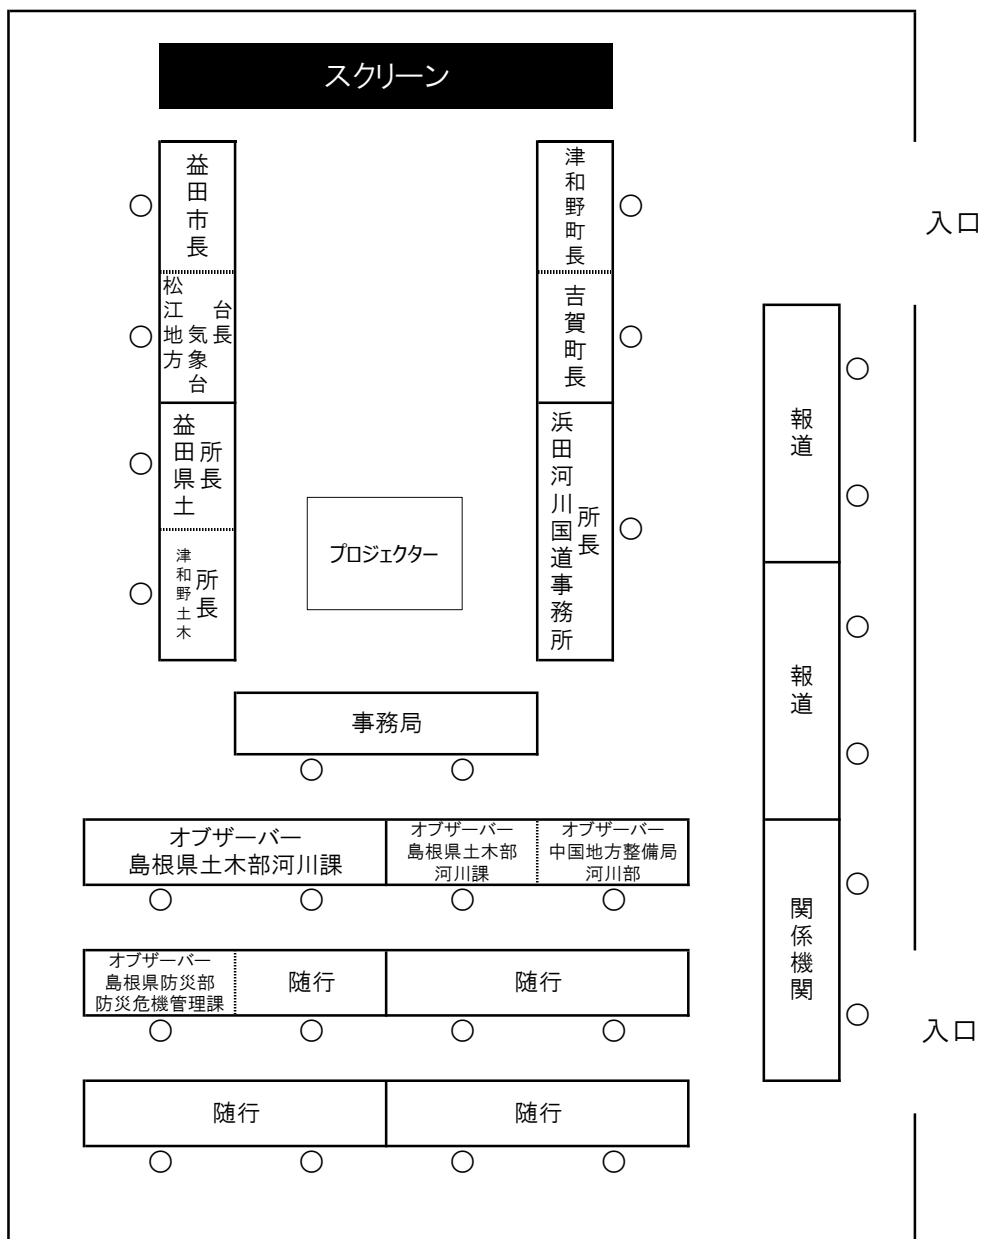 スクリーン
益田市長
津和野町長
入口
松江地方
気象台
台長
吉賀町長
報道
益田県土
所長
浜田河川国道事務所
所長
プロジェクター
津和野土木
所長
報道
事務局
オブザーバー
島根県土木部河川課
オブザーバー
島根県土木部
河川課
オブザーバー
中国地方整備局
河川部
関係機関
オブザーバー
島根県防災部
防災危機管理課
随行
随行
入口
随行
随行